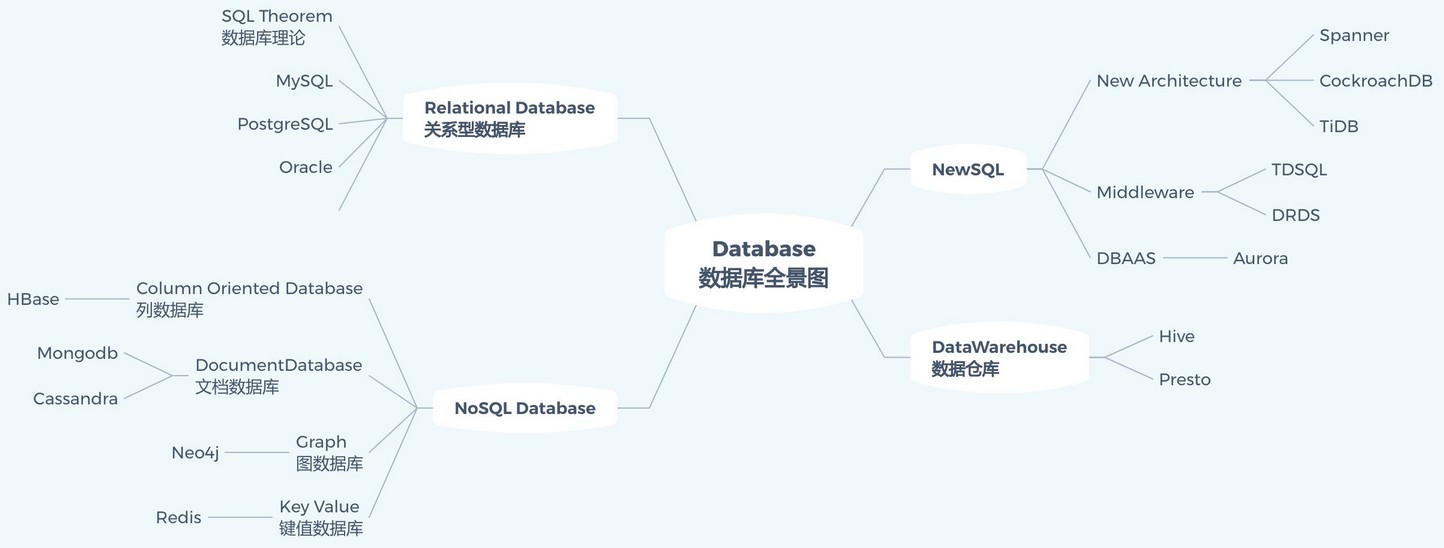 Database
数据库全景图
Relational Database
关系型数据库
SQL Theorem
数据库理论
MySQL
PostgreSQL
Oracle
NoSQL Database
Column Oriented Database
列数据库
HBase
DocumentDatabase
文档数据库
Mongodb
Cassandra
Graph
图数据库
Neo4j
Key Value
键值数据库
Redis
NewSQL
New Architecture
Spanner
CockroachDB
TiDB
Middleware
TDSQL
DRDS
DBAAS
Aurora
DataWarehouse
数据仓库
Hive
Presto